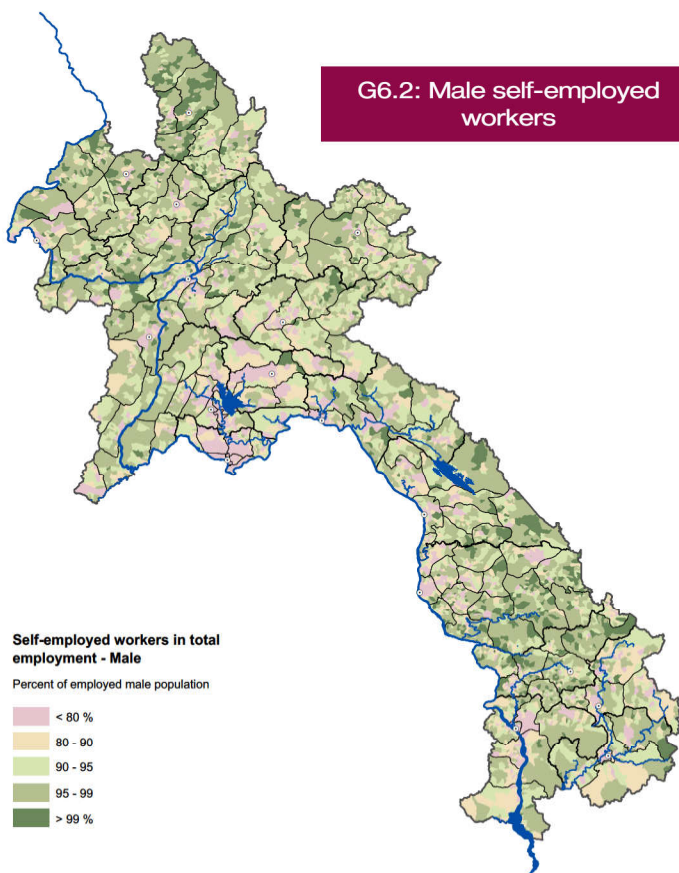 G6.2: Male self-employed
workers
Self-employed workers in total
employment - Male
Percent of employed male population
< 80 %
80 - 90
90 - 95
95 - 99
> 99 %